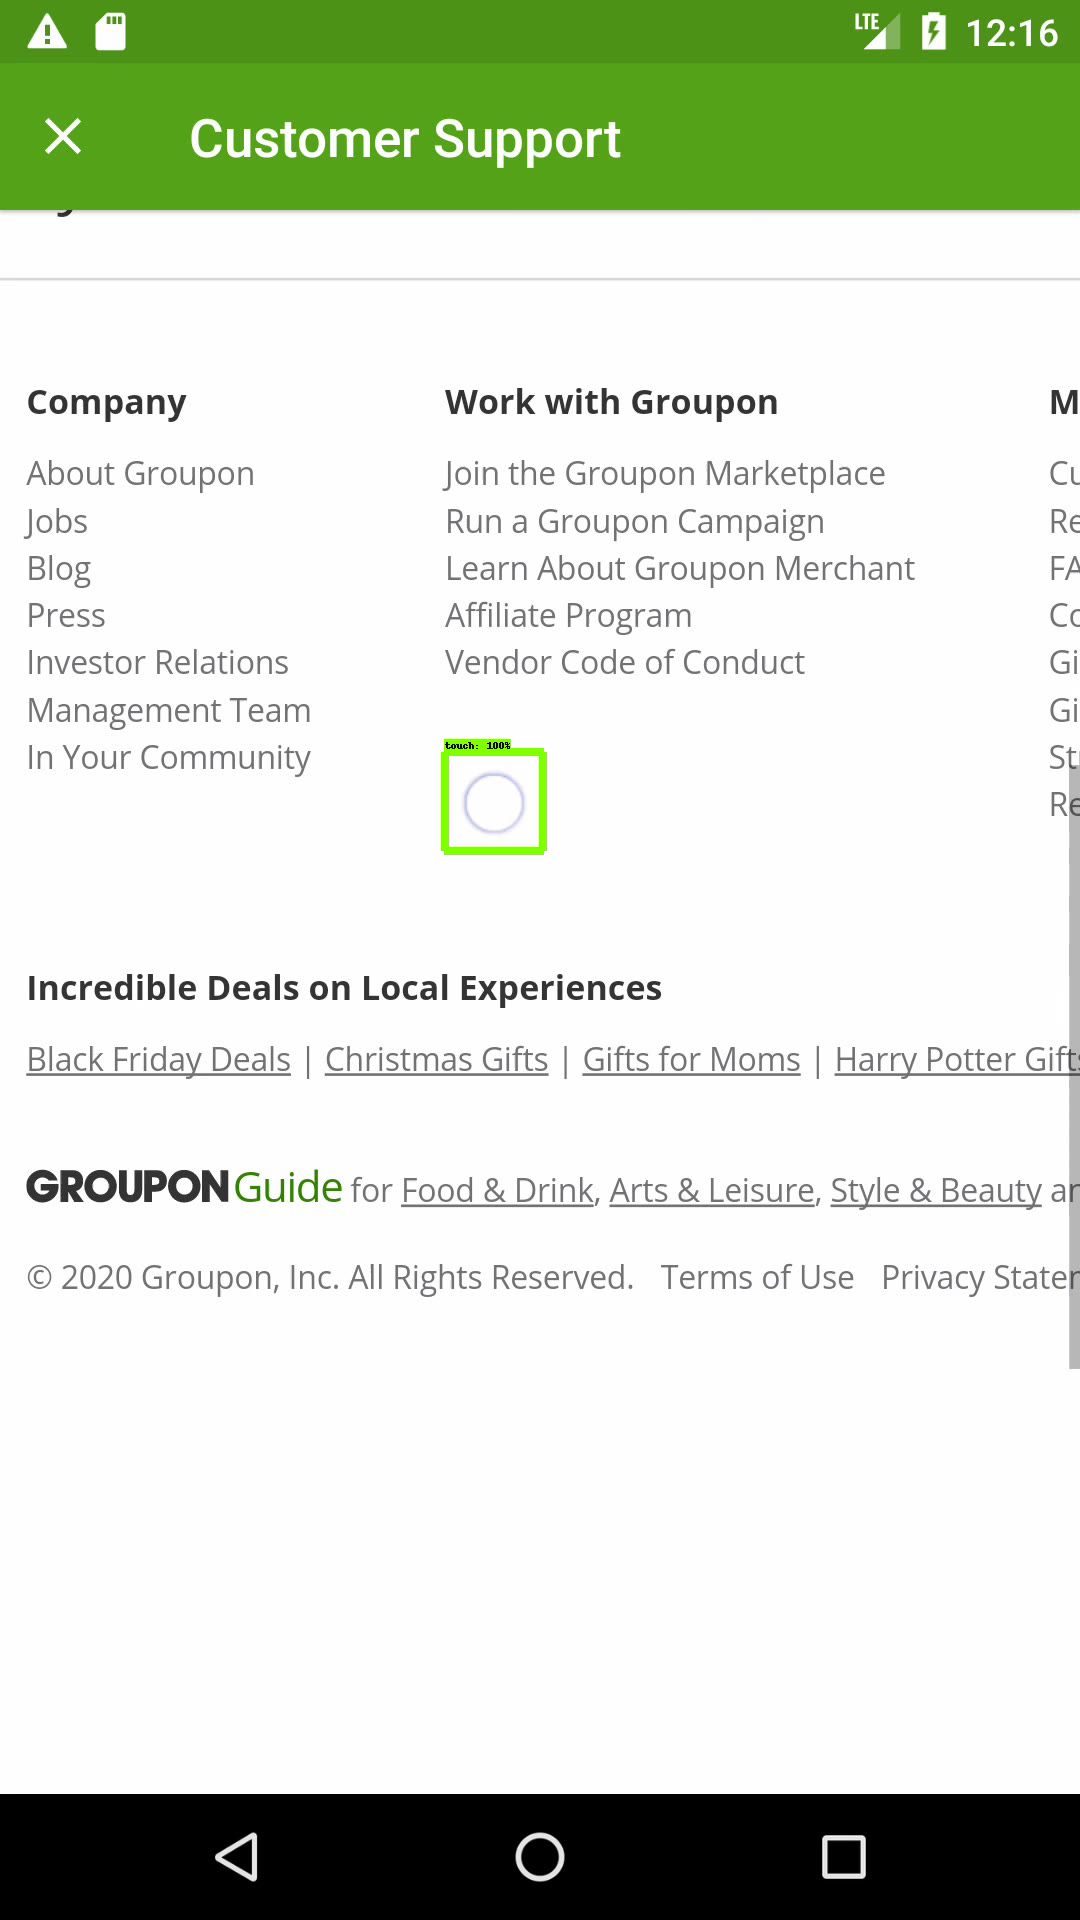 LTE 12:16
Customer Support
Company
About Groupon
Jobs
Blog
Press
Investor Relations
Management Team
In Your Community
Work with Groupon
Join the Groupon Marketplace
Run a Groupon Campaign
Learn About Groupon Merchant
Affiliate Program
Vendor Code of Conduct
touch: 100%
M
Cu
Re
FA
Co
Gi
Gi
St
Re
Incredible Deals on Local Experiences
Black Friday Deals | Christmas Gifts | Gifts for Moms | Harry Potter Gifts
GROUPON Guide for Food & Drink, Arts & Leisure, Style & Beauty an
© 2020 Groupon, Inc. All Rights Reserved. Terms of Use Privacy Stater